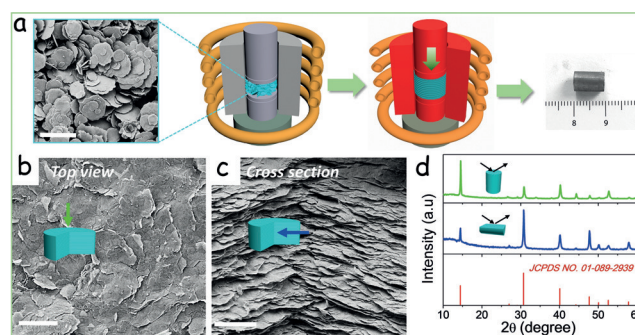 a
8 9
b Top view
c Cross section
d
Intensity (a.u)
JCPDS NO. 01-089-2939
10 20 30 40 50 60
2θ (degree)